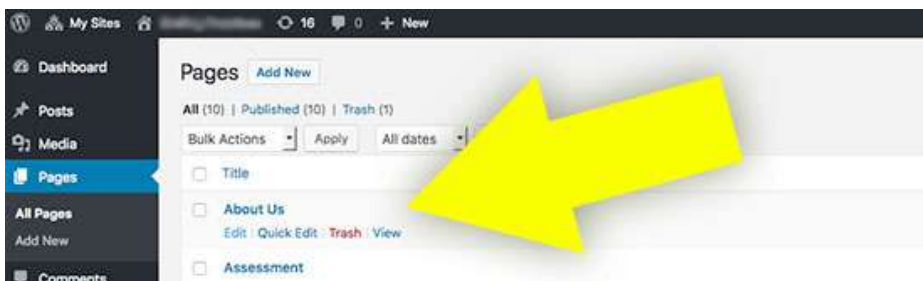 My Sites 16 0 + New
Dashboard
Posts
Media
Pages
All Pages
Add New
Comments
Pages Add New
All (10) | Published (10) | Trash (1)
Bulk Actions Apply All dates
Title
About Us
Edit | Quick Edit | Trash | View
Assessment